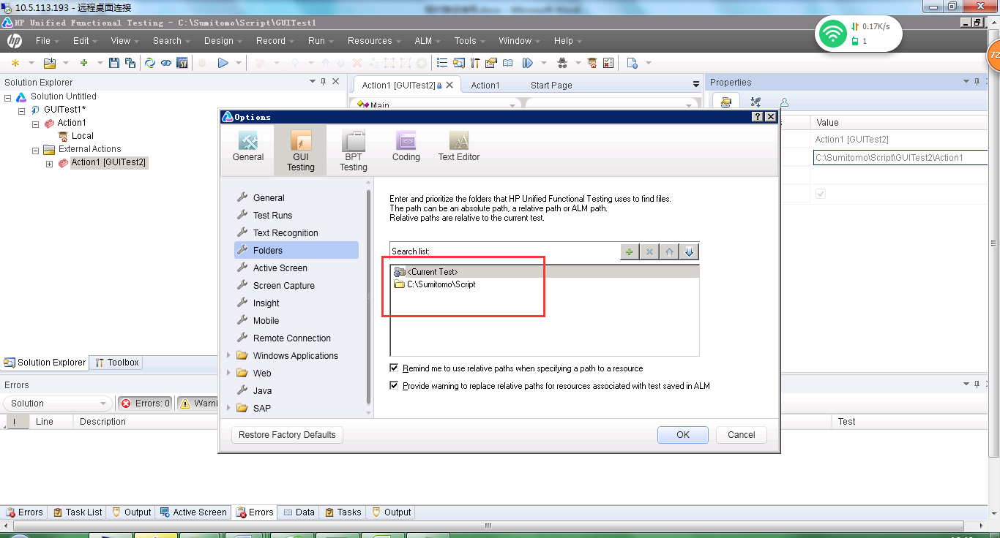 10.5.113.193 - 远程桌面连接
HP Unified Functional Testing - C:\Sumitomo\Script\GUITest1
File Edit View Search Design Record Run Resources ALM Tools Window Help
0.17K/s
1
72
Solution Explorer
Action1 [GUITest2] Action1 Start Page
Properties
Solution Untitled
GUITest1*
Action1
Local
External Actions
Action1 [GUITest2]
Main
Value
Action1 [GUITest2]
C:\Sumitomo\Script\GUITest2\Action1
Options
General
GUI Testing
BPT Testing
Coding
Text Editor
General
Test Runs
Text Recognition
Folders
Active Screen
Screen Capture
Insight
Mobile
Remote Connection
Windows Applications
Web
Java
SAP
Enter and prioritize the folders that HP Unified Functional Testing uses to find files.
The path can be an absolute path, a relative path or ALM path.
Relative paths are relative to the current test.
Search list:
<Current Test>
C:\Sumitomo\Script
Remind me to use relative paths when specifying a path to a resource
Provide warning to replace relative paths for resources associated with test saved in ALM
Restore Factory Defaults
OK
Cancel
Solution Explorer Toolbox
Errors
Solution Errors: 0 Warni
! Line Description Test
Errors Task List Output Active Screen Errors Data Tasks Output